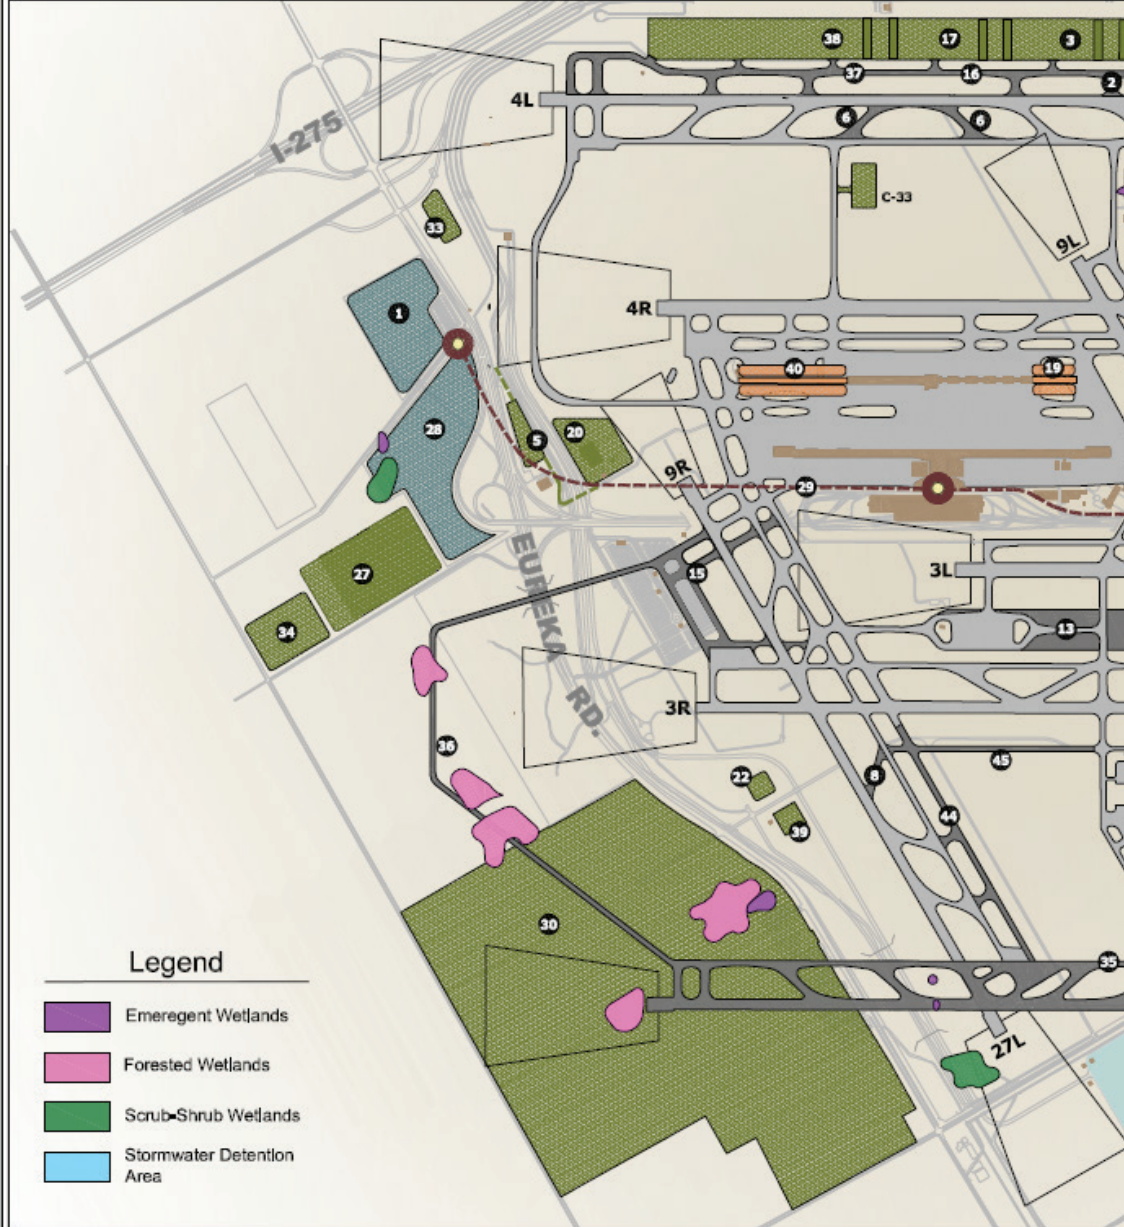 38
17
3
37
16
2
4L
6
6
I-275
C-33
33
9L
1
4R
40
19
28
5
20
9R
29
EUREKA RD.
27
15
3L
34
13
3R
36
45
22
8
39
44
30
35
27L
Legend
Emeregent Wetlands
Forested Wetlands
Scrub-Shrub Wetlands
Stormwater Detention
Area